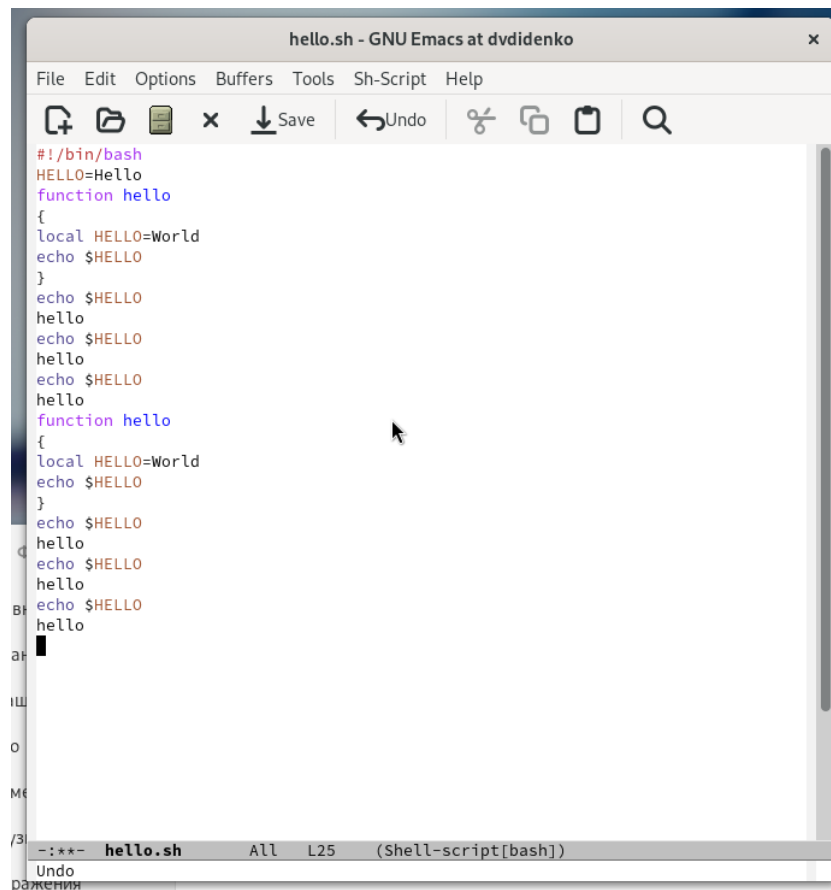 hello.sh - GNU Emacs at dvdidenko
File Edit Options Buffers Tools Sh-Script Help
Save Undo
#!/bin/bash
HELLO=Hello
function hello
{
local HELLO=World
echo $HELLO
}
echo $HELLO
hello
echo $HELLO
hello
echo $HELLO
hello
function hello
{
local HELLO=World
echo $HELLO
}
echo $HELLO
hello
echo $HELLO
hello
echo $HELLO
hello
-:**- hello.sh All L25 (Shell-script[bash])
Undo